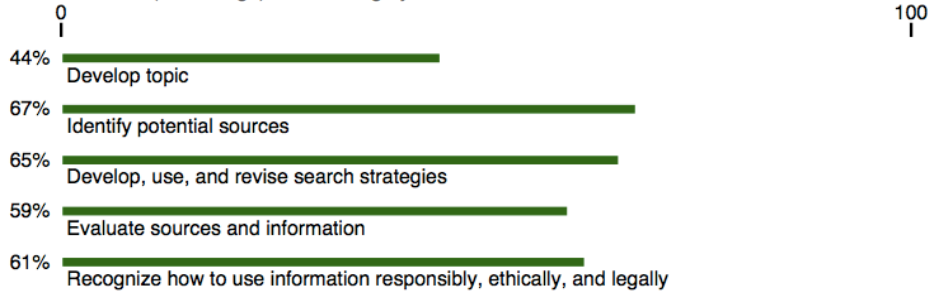 0 100
44%
Develop topic
67%
Identify potential sources
65%
Develop, use, and revise search strategies
59%
Evaluate sources and information
61%
Recognize how to use information responsibly, ethically, and legally